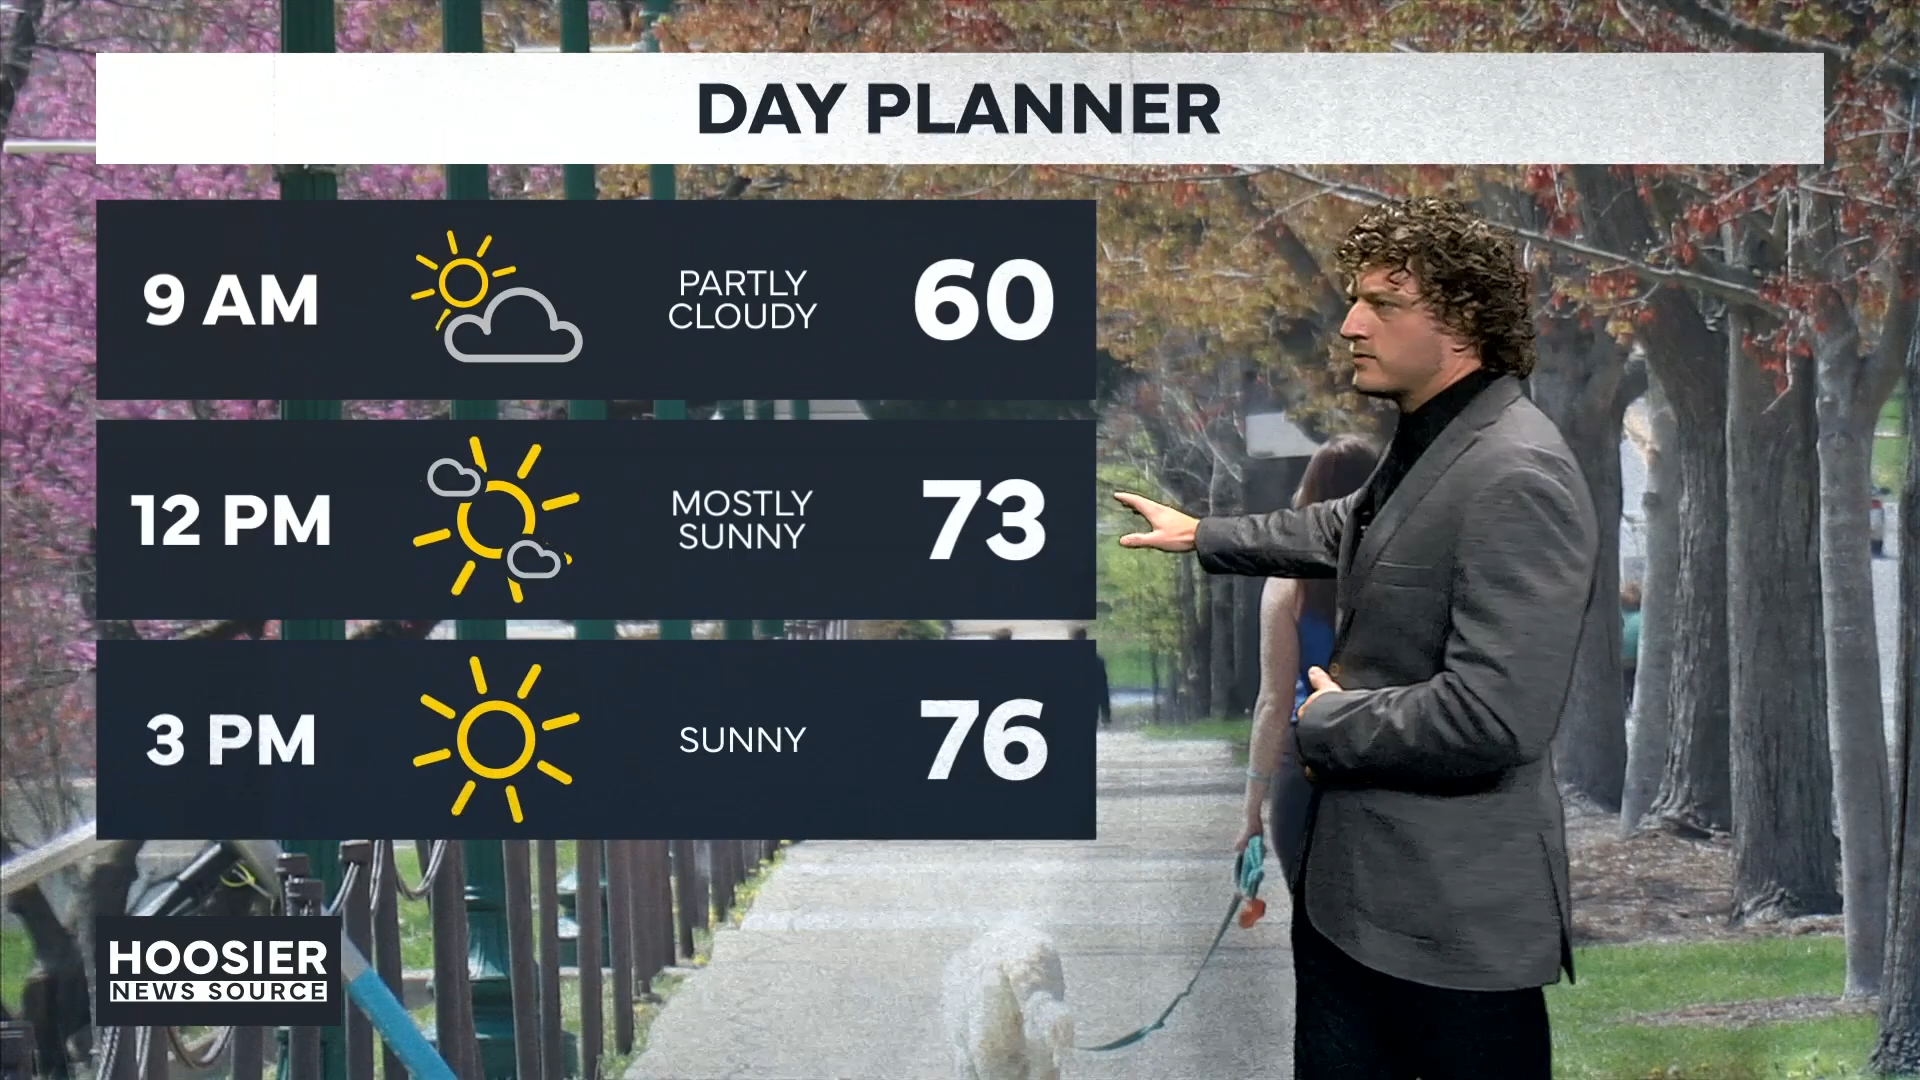 DAY PLANNER
9 AM
PARTLY
CLOUDY
60
12 PM
MOSTLY
SUNNY
73
3 PM
SUNNY
76
HOOSIER
NEWS SOURCE